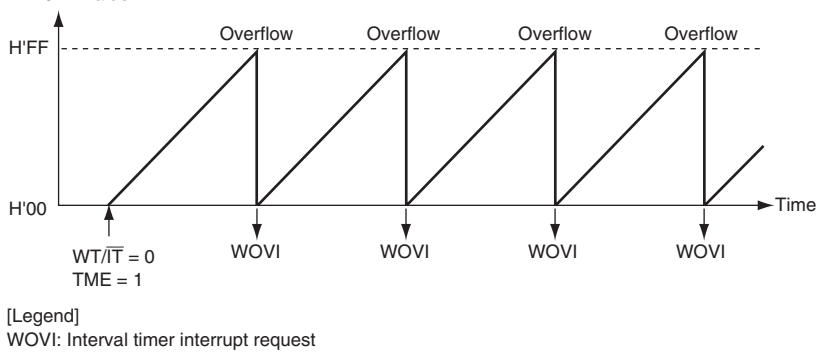 Overflow Overflow Overflow Overflow
H'FF
H'00
Time
WT/IT = 0
TME = 1
WOVI WOVI WOVI WOVI
[Legend]
WOVI: Interval timer interrupt request